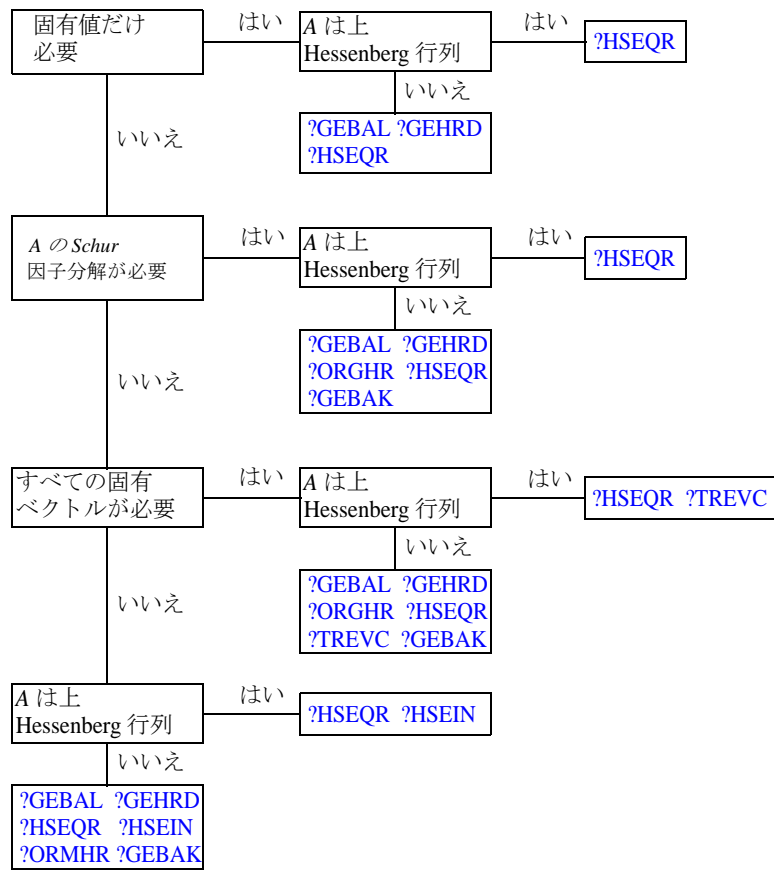 固有値だけ
必要
はい
A は上
Hessenberg 行列
はい
?HSEQR
いいえ
?GEBAL ?GEHRD
?HSEQR
いいえ
A の Schur
因子分解が必要
はい
A は上
Hessenberg 行列
はい
?HSEQR
いいえ
?GEBAL ?GEHRD
?ORGHR ?HSEQR
?GEBAK
いいえ
すべての固有
ベクトルが必要
はい
A は上
Hessenberg 行列
はい
?HSEQR ?TREVC
いいえ
?GEBAL ?GEHRD
?ORGHR ?HSEQR
?TREVC ?GEBAK
いいえ
A は上
Hessenberg 行列
はい
?HSEQR ?HSEIN
いいえ
?GEBAL ?GEHRD
?HSEQR ?HSEIN
?ORMHR ?GEBAK